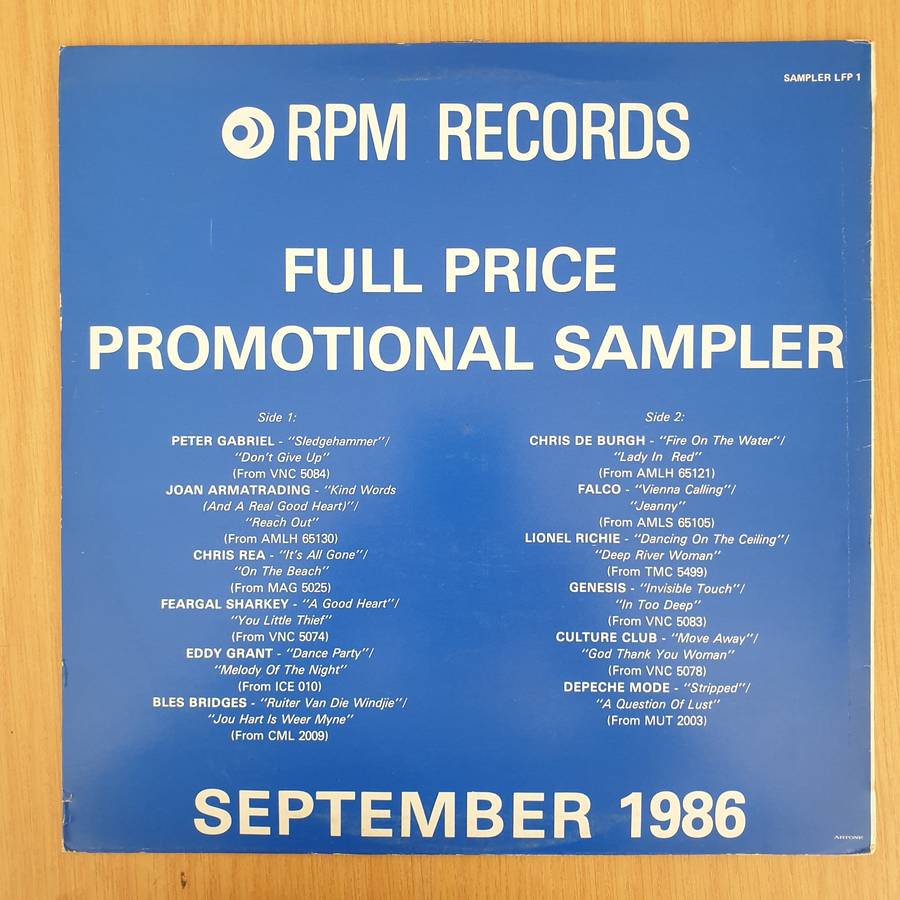 SAMPLER LFP 1
RPM RECORDS
FULL PRICE
PROMOTIONAL SAMPLER
Side 1:
PETER GABRIEL - "Sledgehammer"/
"Don't Give Up"
(From VNC 5084)
JOAN ARMATRADING - "Kind Words
(And A Real Good Heart)"/
"Reach Out"
(From AMLH 65130)
CHRIS REA - "It's All Gone"/
"On The Beach"
(From MAG 5025)
FEARGAL SHARKEY - "A Good Heart"/
"You Little Thief"
(From VNC 5074)
EDDY GRANT - "Dance Party"/
"Melody Of The Night"
(From ICE 010)
BLES BRIDGES - "Ruiter Van Die Windjie"/
"Jou Hart Is Weer Myne"
(From CML 2009)
Side 2:
CHRIS DE BURGH - "Fire On The Water"/
"Lady In Red"
(From AMLH 65121)
FALCO - "Vienna Calling"/
"Jeanny"
(From AMLS 65105)
LIONEL RICHIE - "Dancing On The Ceiling"/
"Deep River Woman"
(From TMC 5499)
GENESIS - "Invisible Touch"/
"In Too Deep"
(From VNC 5083)
CULTURE CLUB - "Move Away"/
"God Thank You Woman"
(From VNC 5078)
DEPECHE MODE - "Stripped"/
"A Question Of Lust"
(From MUT 2003)
SEPTEMBER 1986
ARTONE